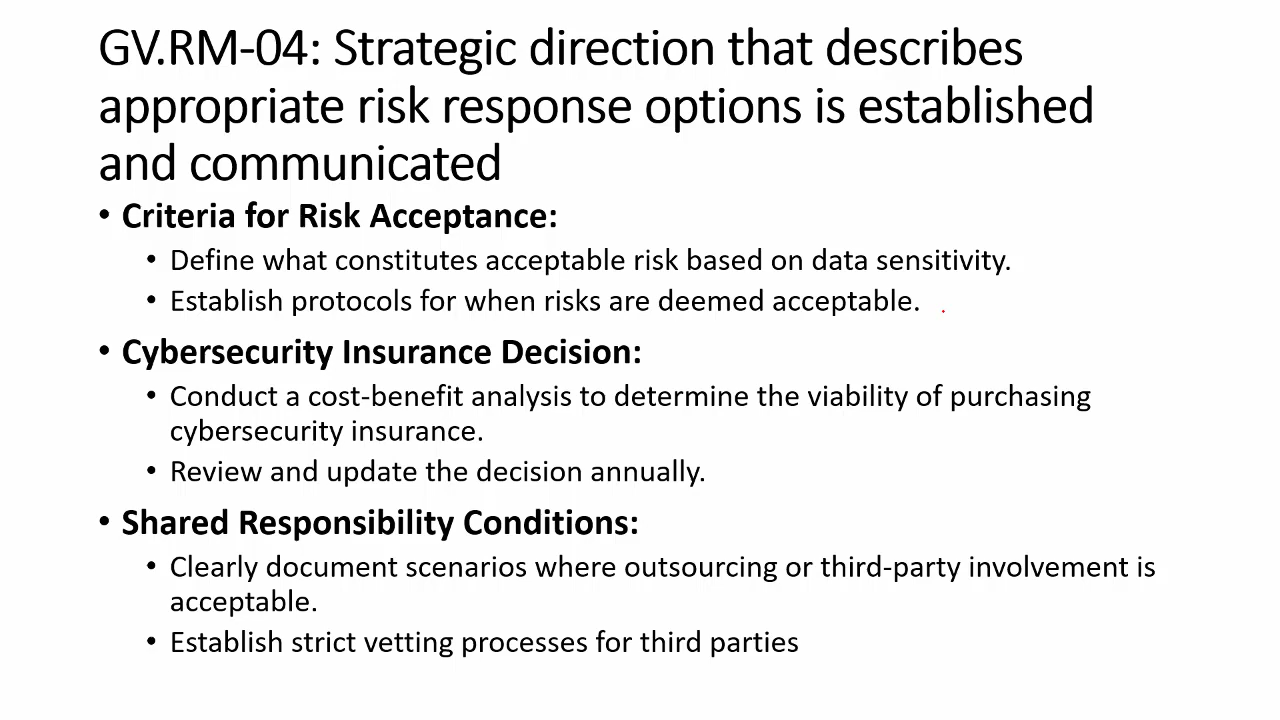 GV.RM-04: Strategic direction that describes
appropriate risk response options is established
and communicated
• Criteria for Risk Acceptance:
• Define what constitutes acceptable risk based on data sensitivity.
• Establish protocols for when risks are deemed acceptable.
• Cybersecurity Insurance Decision:
• Conduct a cost-benefit analysis to determine the viability of purchasing
cybersecurity insurance.
• Review and update the decision annually.
• Shared Responsibility Conditions:
• Clearly document scenarios where outsourcing or third-party involvement is
acceptable.
• Establish strict vetting processes for third parties